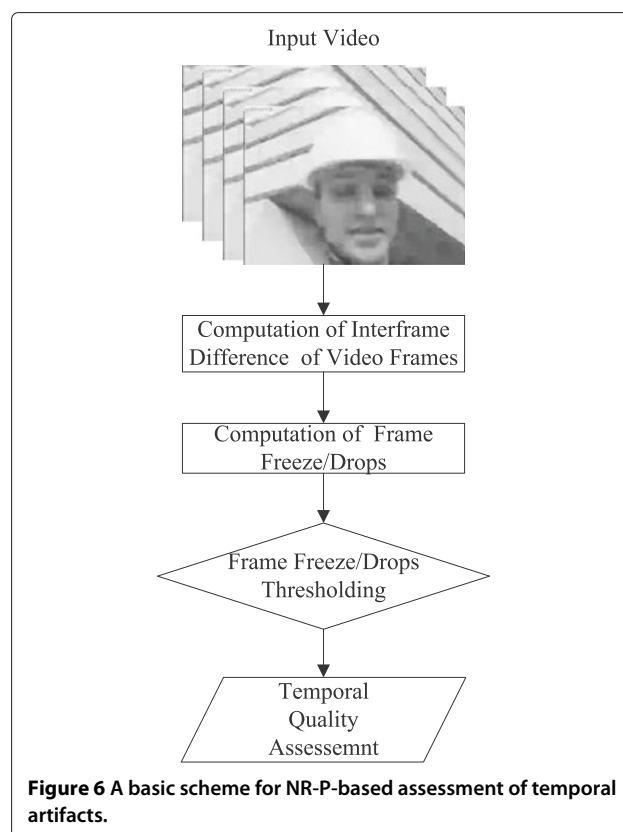 Input Video
Computation of Interframe
Difference of Video Frames
Computation of Frame
Freeze/Drops
Frame Freeze/Drops
Thresholding
Temporal
Quality
Assessemnt
Figure 6 A basic scheme for NR-P-based assessment of temporal
artifacts.